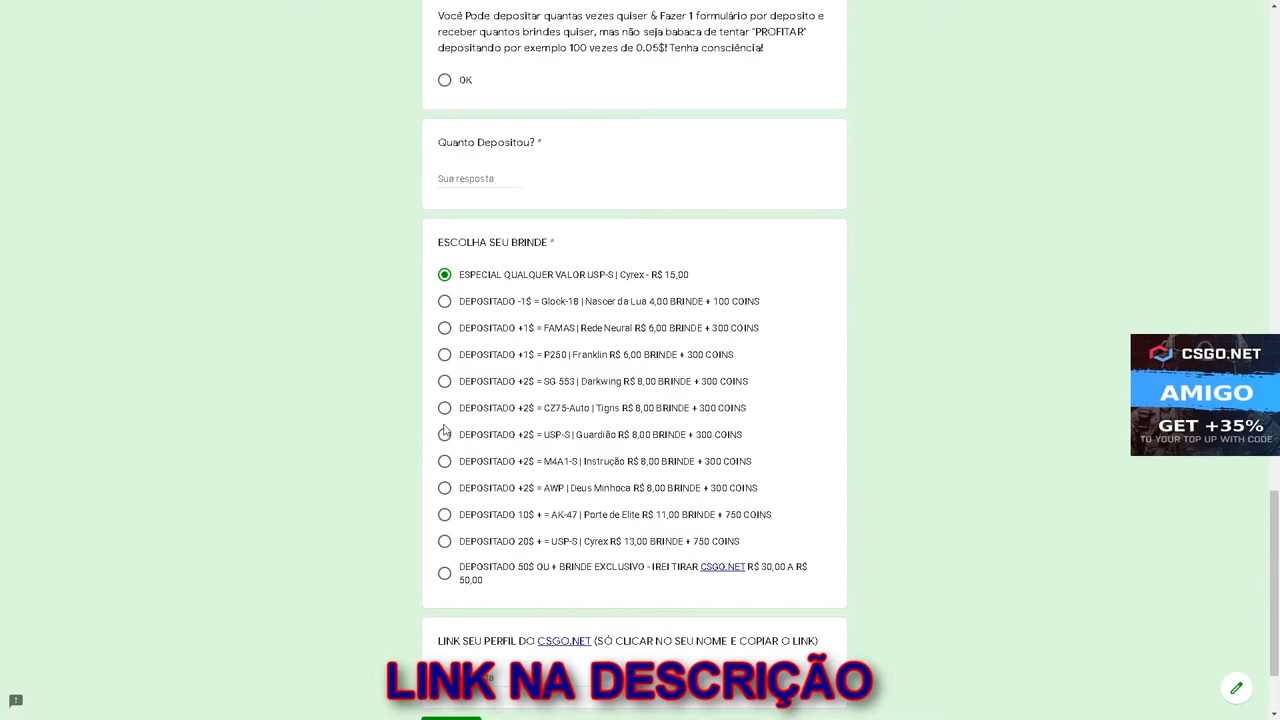 Você Pode depositar quantas vezes quiser & Fazer 1 formulário por deposito e
receber quantos brindes quiser, mas não seja babaca de tentar "PROFITAR"
depositando por exemplo 100 vezes de 0.05$! Tenha consciência!
OK
Quanto Depositou? *
Sua resposta
ESCOLHA SEU BRINDE *
ESPECIAL QUALQUER VALOR USP-S | Cyrex - R$ 15,00
DEPOSITADO -1$ = Glock-18 | Nascer da Lua 4,00 BRINDE + 100 COINS
DEPOSITADO +1$ = FAMAS | Rede Neural R$ 6,00 BRINDE + 300 COINS
DEPOSITADO +1$ = P250 | Franklin R$ 6,00 BRINDE + 300 COINS
DEPOSITADO +2$ = SG 553 | Darkwing R$ 8,00 BRINDE + 300 COINS
DEPOSITADO +2$ = CZ75-Auto | Tigris R$ 8,00 BRINDE + 300 COINS
DEPOSITADO +2$ = USP-S | Guardião R$ 8,00 BRINDE + 300 COINS
DEPOSITADO +2$ = M4A1-S | Instrução R$ 8,00 BRINDE + 300 COINS
DEPOSITADO +2$ = AWP | Deus Minhoca R$ 8,00 BRINDE + 300 COINS
DEPOSITADO 10$ + = AK-47 | Porte de Elite R$ 11,00 BRINDE + 750 COINS
DEPOSITADO 20$ + = USP-S | Cyrex R$ 13,00 BRINDE + 750 COINS
DEPOSITADO 50$ OU + BRINDE EXCLUSIVO - IREI TIRAR CSGO.NET R$ 30,00 A R$
50,00
CSGO.NET
AMIGO
GET +35%
TO YOUR TOP UP WITH CODE
LINK SEU PERFIL DO CSGO.NET (SÓ CLICAR NO SEU NOME E COPIAR O LINK)
LINK NA DESCRIÇÃO